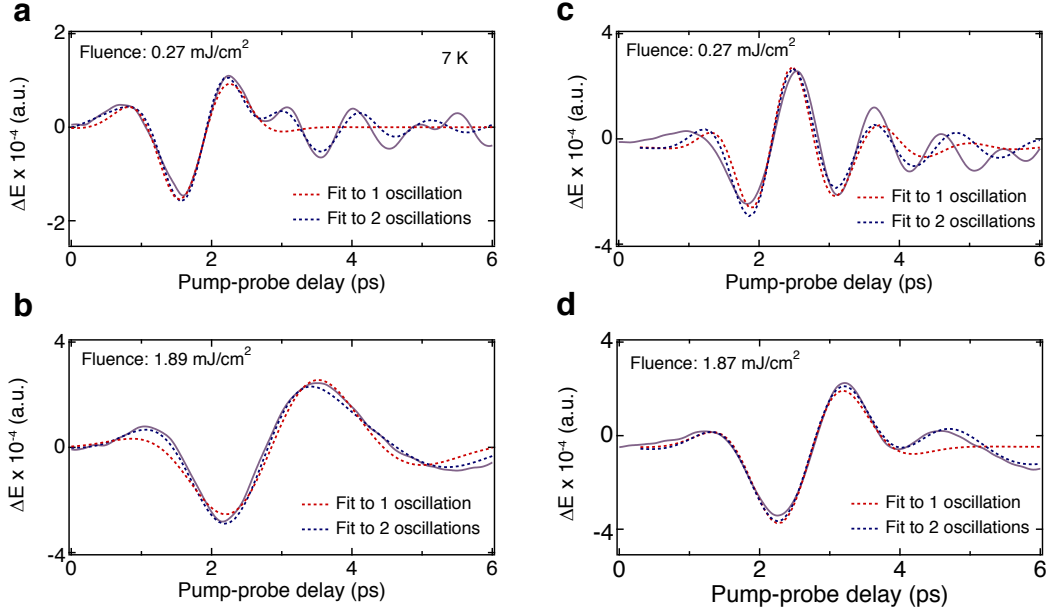 a
2
Fluence: 0.27 mJ/cm²
7 K
0
-2
ΔE x 10⁻⁴ (a.u.)
Fit to 1 oscillation
Fit to 2 oscillations
0
2
4
6
Pump-probe delay (ps)
c
4
Fluence: 0.27 mJ/cm²
0
-4
ΔE x 10⁻⁴ (a.u.)
Fit to 1 oscillation
Fit to 2 oscillations
0
2
4
6
Pump-probe delay (ps)
b
4
Fluence: 1.89 mJ/cm²
0
-4
ΔE x 10⁻⁴ (a.u.)
Fit to 1 oscillation
Fit to 2 oscillations
0
2
4
6
Pump-probe delay (ps)
d
4
Fluence: 1.87 mJ/cm²
0
-4
ΔE x 10⁻⁴ (a.u.)
Fit to 1 oscillation
Fit to 2 oscillations
0
2
4
6
Pump-probe delay (ps)